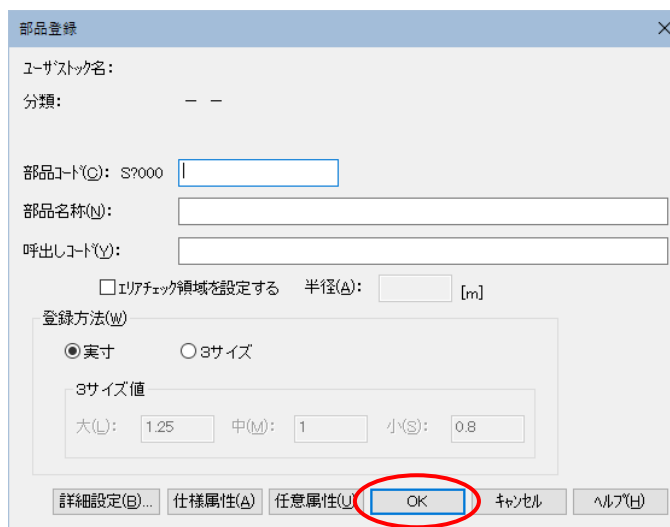 部品登録
ﾕｰｻﾞｽﾄｯｸ名:
分類: － －
部品ｺｰﾄﾞ(C): S?000
部品名称(N):
呼出しｺｰﾄﾞ(Y):
ｴﾘｱﾁｪｯｸ領域を設定する 半径(A): [m]
登録方法(W)
実寸 3サイズ
3サイズ値
大(L): 1.25 中(M): 1 小(S): 0.8
詳細設定(B)... 仕様属性(A) 任意属性(U) OK ｷｬﾝｾﾙ ﾍﾙﾌﾟ(H)